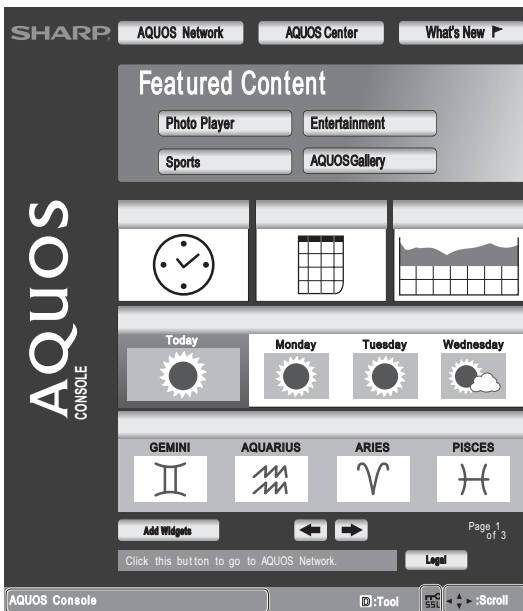 SHARP
AQUOS Network
AQUOS Center
What's New
Featured Content
Photo Player
Entertainment
Sports
AQUOSGallery
AQUOS
CONSOLE
Today
Monday
Tuesday
Wednesday
GEMINI
AQUARIUS
ARIES
PISCES
Add Widgets
Page 1
of 3
Click this button to go to AQUOS Network.
Legal
AQUOS Console
D:Tool
SSL
:Scroll